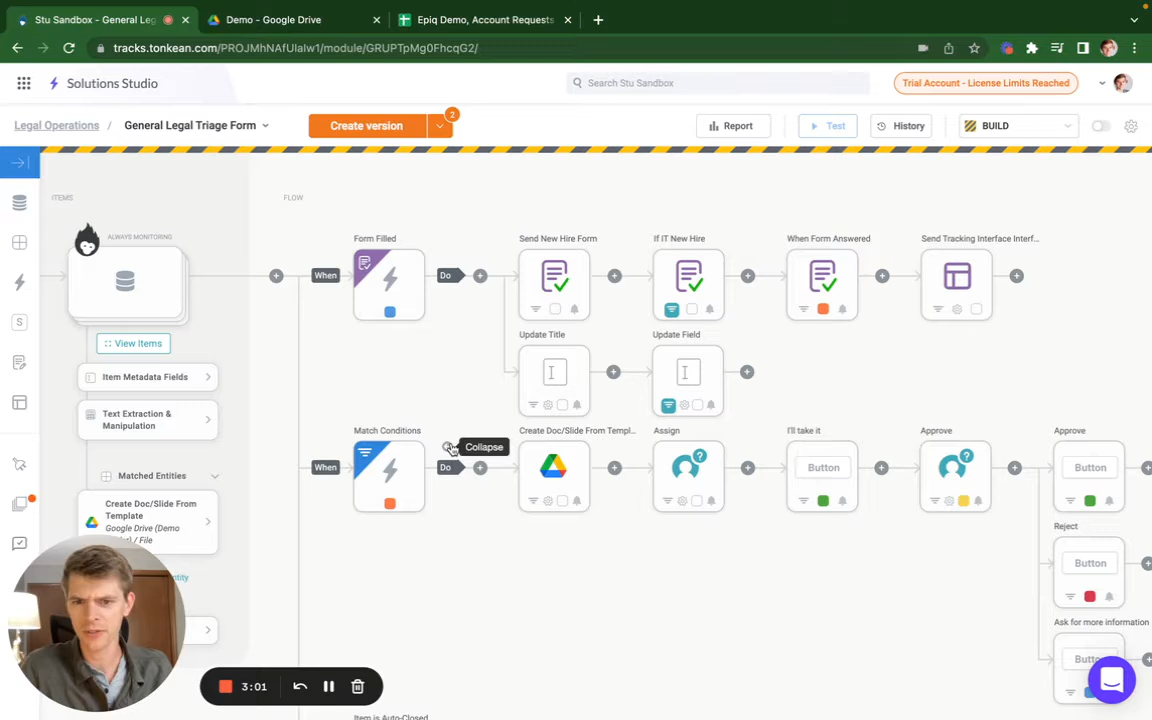 Stu Sandbox - General Leg
Demo - Google Drive
Epiq Demo, Account Requests
tracks.tonkean.com/PROJMhNAfUlalw1/module/GRUPTpMg0FhcqG2/
Solutions Studio
Search Stu Sandbox
Trial Account - License Limits Reached
Legal Operations / General Legal Triage Form
Create version
2
Report
Test
History
BUILD
ITEMS
FLOW
ALWAYS MONITORING
View Items
Item Metadata Fields
Text Extraction &
Manipulation
Matched Entities
Create Doc/Slide From
Template
Google Drive (Demo
/ File
Form Filled
Send New Hire Form
If IT New Hire
When Form Answered
Send Tracking Interface Interf...
When
Do
Update Title
Update Field
Match Conditions
Collapse
Create Doc/Slide From Templ...
Assign
I'll take it
Approve
Approve
When
Do
Button
Button
Reject
Button
Ask for more information
Item is Auto-Closed
3:01